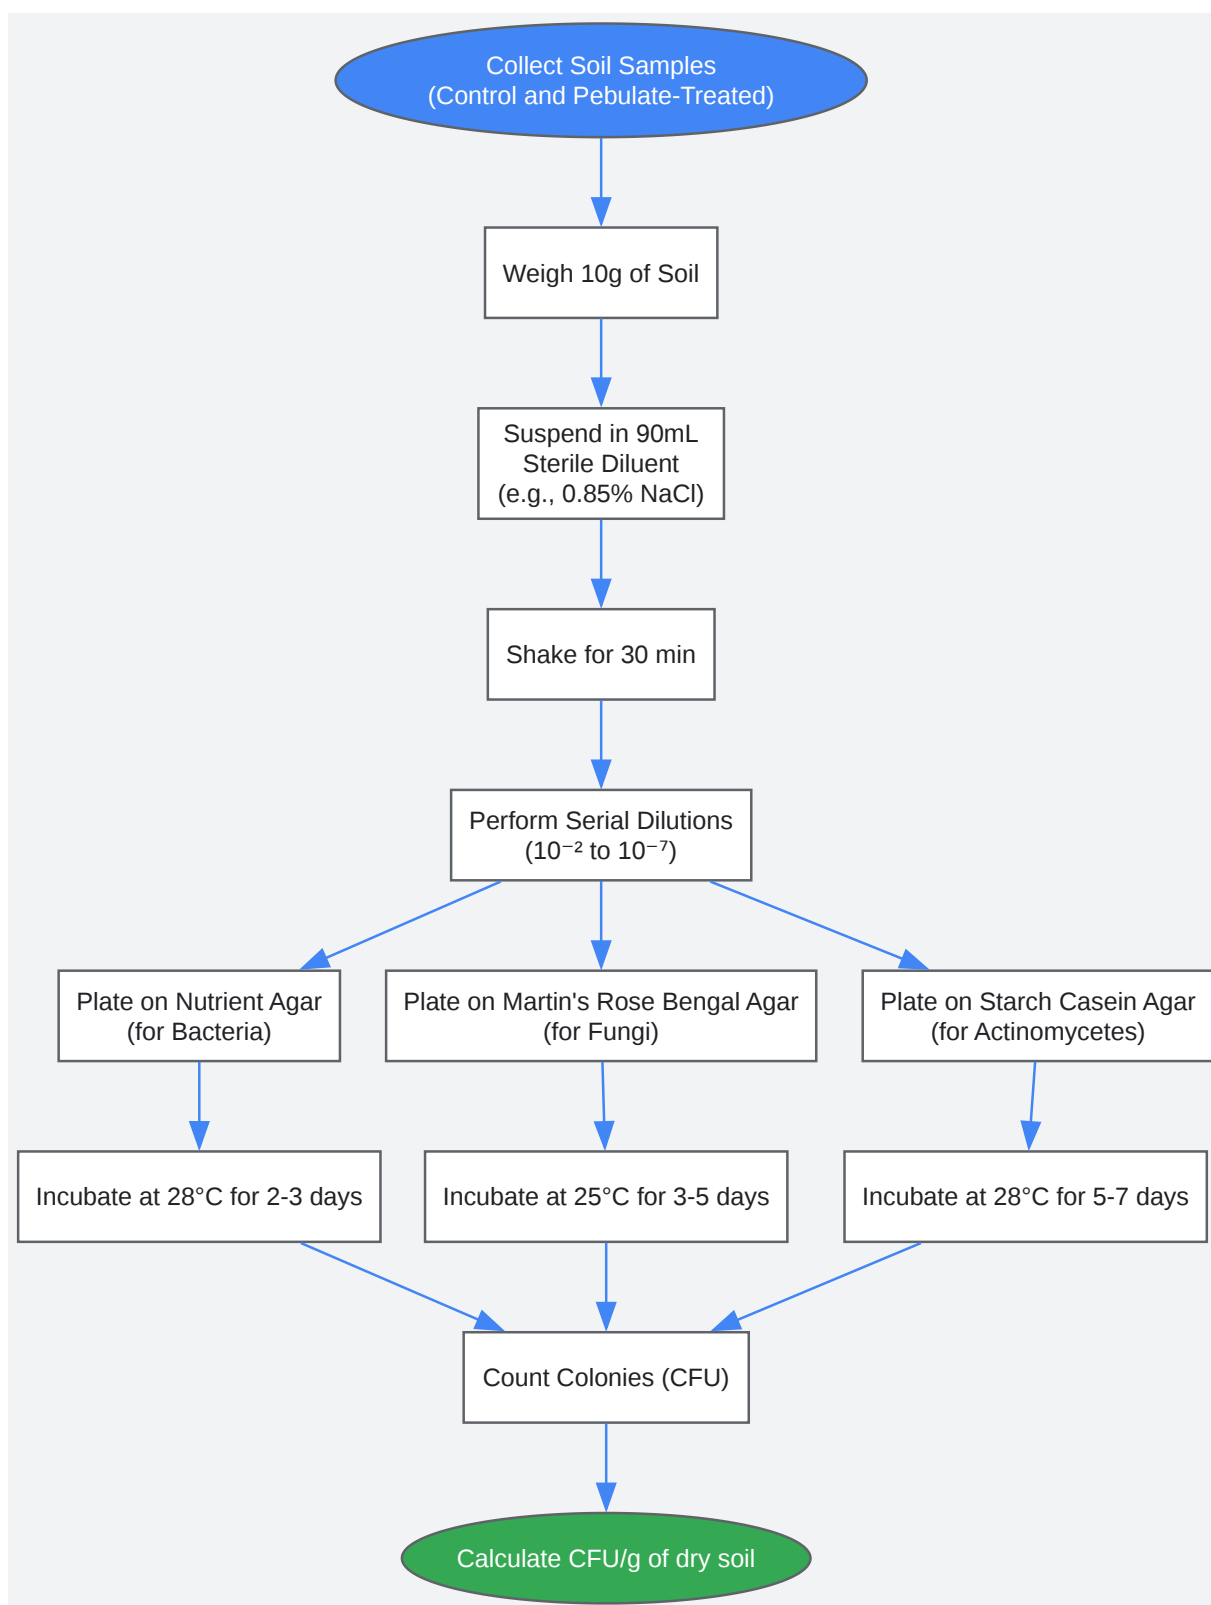 Collect Soil Samples
(Control and Pebulate-Treated)
Weigh 10g of Soil
Suspend in 90mL
Sterile Diluent
(e.g., 0.85% NaCl)
Shake for 30 min
Perform Serial Dilutions
(10⁻² to 10⁻⁷)
Plate on Nutrient Agar
(for Bacteria)
Plate on Martin's Rose Bengal Agar
(for Fungi)
Plate on Starch Casein Agar
(for Actinomycetes)
Incubate at 28°C for 2-3 days
Incubate at 25°C for 3-5 days
Incubate at 28°C for 5-7 days
Count Colonies (CFU)
Calculate CFU/g of dry soil